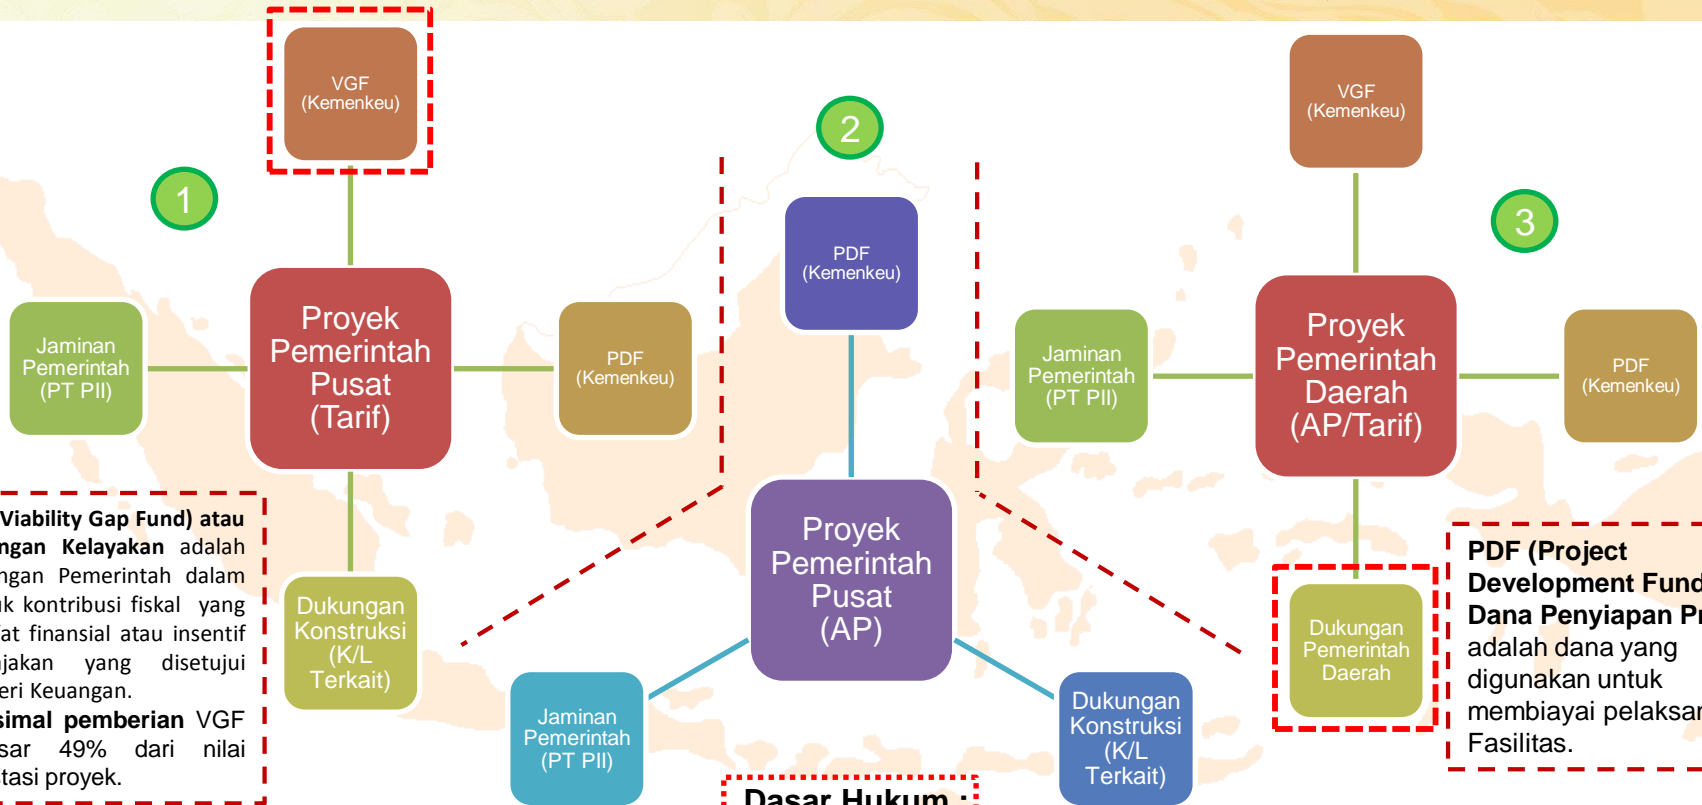 1
VGF
(Kemenkeu)
Jaminan
Pemerintah
(PT PII)
Proyek
Pemerintah
Pusat
(Tarif)
PDF
(Kemenkeu)
Dukungan
Konstruksi
(K/L
Terkait)
Viability Gap Fund) atau
ngan Kelayakan adalah
ngan Pemerintah dalam
uk kontribusi fiskal yang
at finansial atau insentif
ajakan yang disetujui
eri Keuangan.
simal pemberian VGF
sar 49% dari nilai
stasi proyek.
2
PDF
(Kemenkeu)
Proyek
Pemerintah
Pusat
(AP)
Jaminan
Pemerintah
(PT PII)
Dukungan
Konstruksi
(K/L
Terkait)
Dasar Hukum :
3
VGF
(Kemenkeu)
Jaminan
Pemerintah
(PT PII)
Proyek
Pemerintah
Daerah
(AP/Tarif)
PDF
(Kemenkeu)
Dukungan
Pemerintah
Daerah
PDF (Project
Development Fund
Dana Penyiapan Pr
adalah dana yang
digunakan untuk
membiayai pelaksan
Fasilitas.